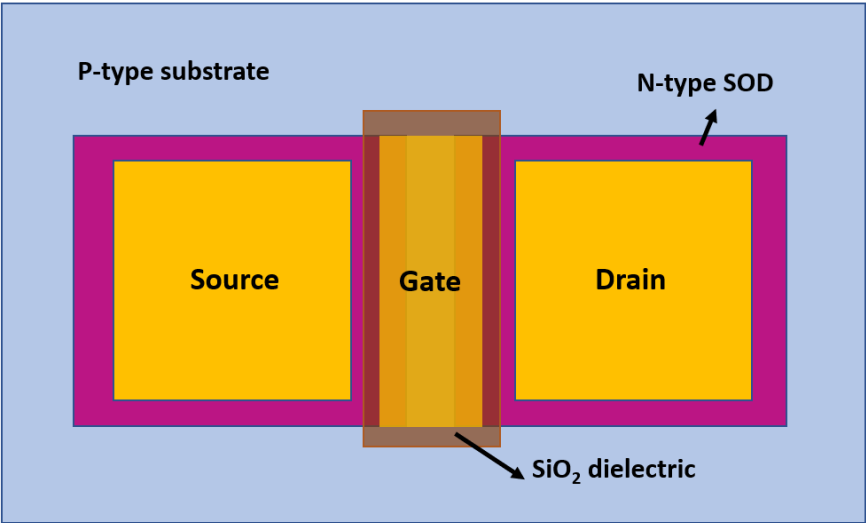 P-type substrate
N-type SOD
Source
Gate
Drain
SiO₂ dielectric